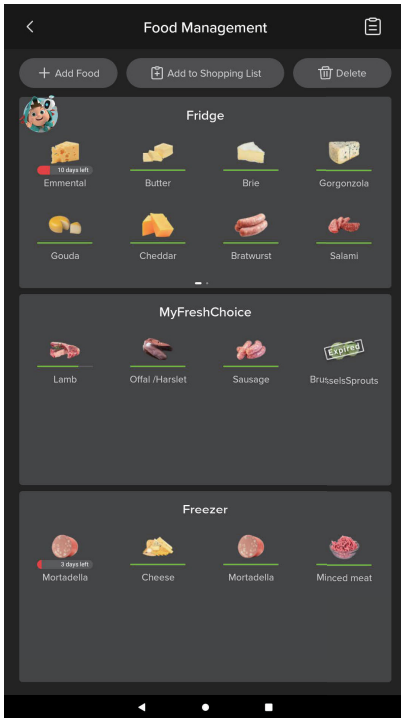 Food Management
Add Food
Add to Shopping List
Delete
Fridge
10 days left
Emmental
Butter
Brie
Gorgonzola
Gouda
Cheddar
Bratwurst
Salami
MyFreshChoice
Expired
Lamb
Offal /Harslet
Sausage
BrusselsSprouts
Freezer
3 days left
Mortadella
Cheese
Mortadella
Minced meat